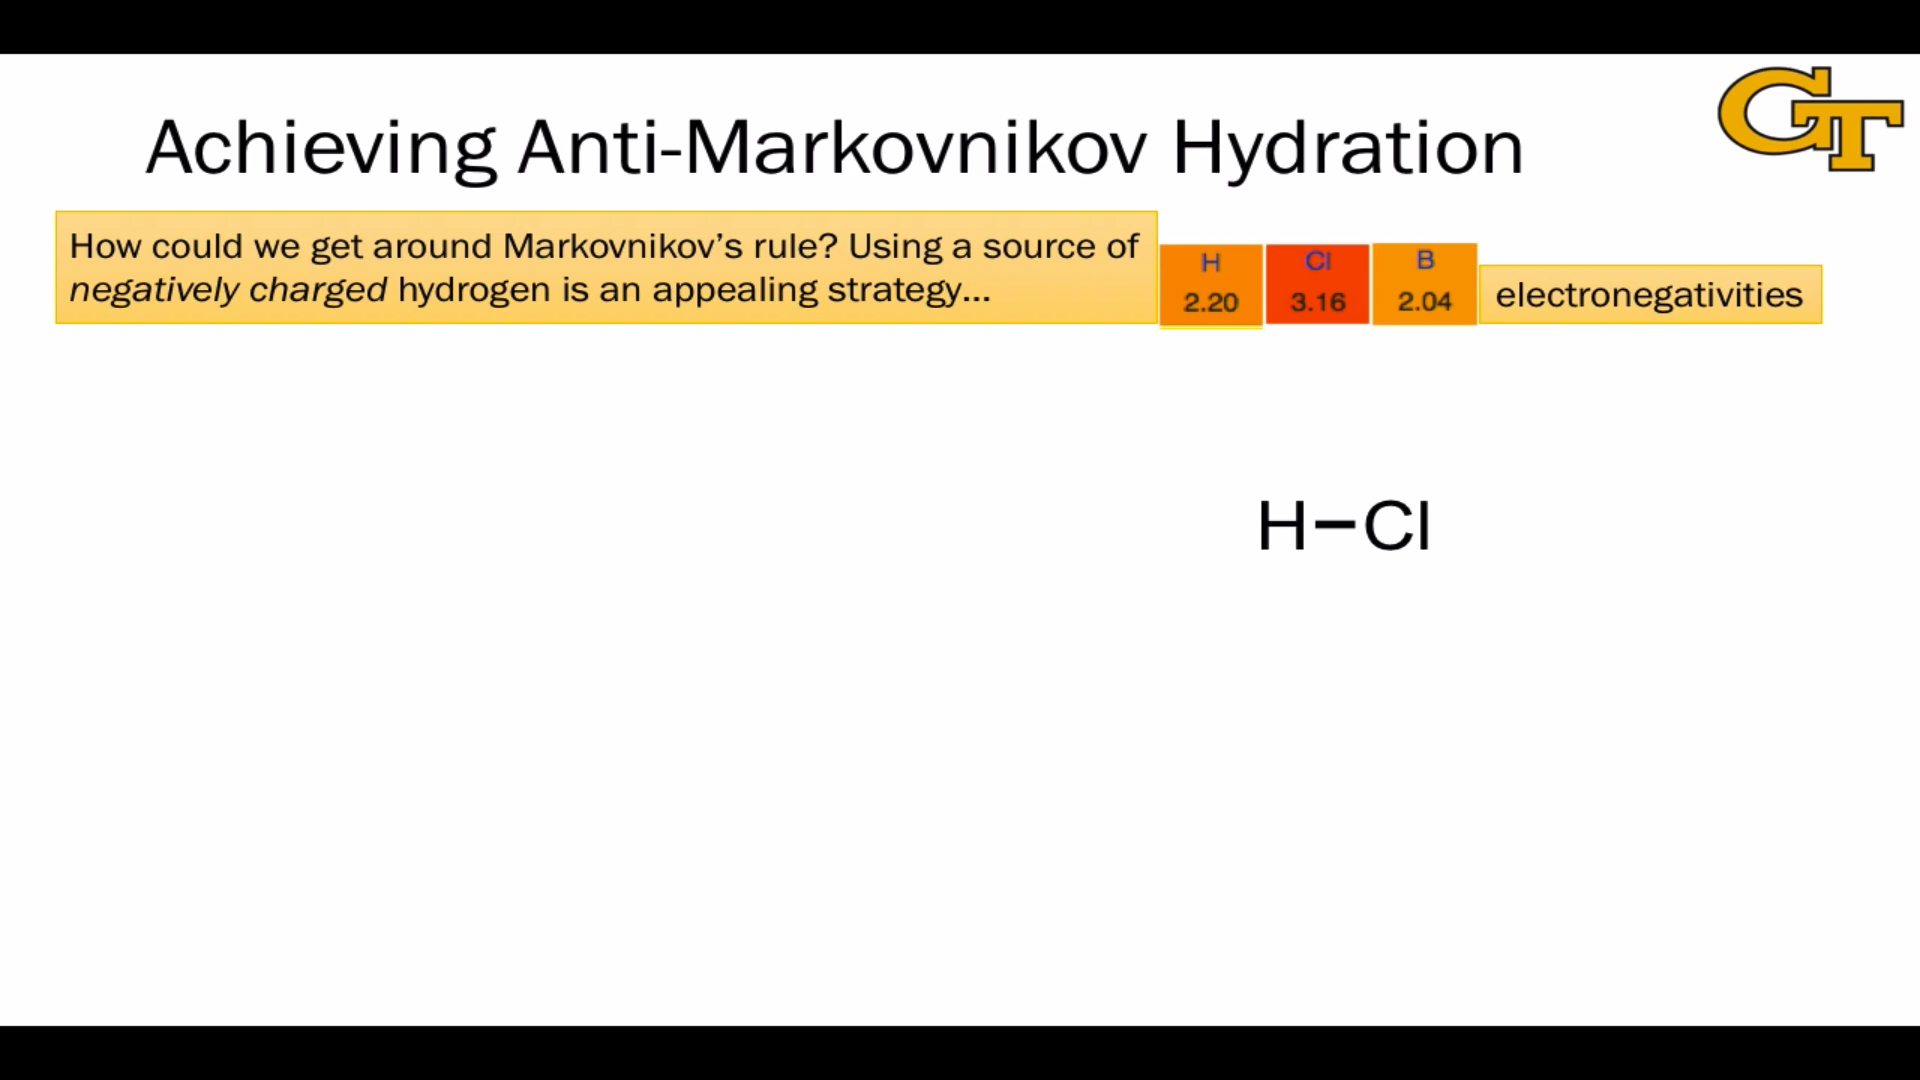 GT
Achieving Anti-Markovnikov Hydration
How could we get around Markovnikov’s rule? Using a source of
negatively charged hydrogen is an appealing strategy...
H Cl B
2.20 3.16 2.04
electronegativities
H–Cl